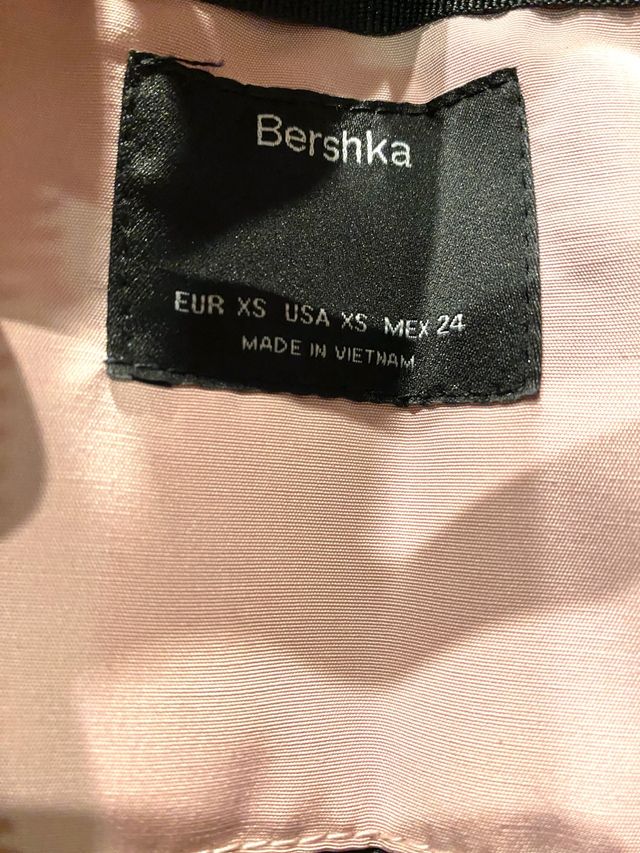 Bershka
EUR XS USA XS MEX 24
MADE IN VIETNAM